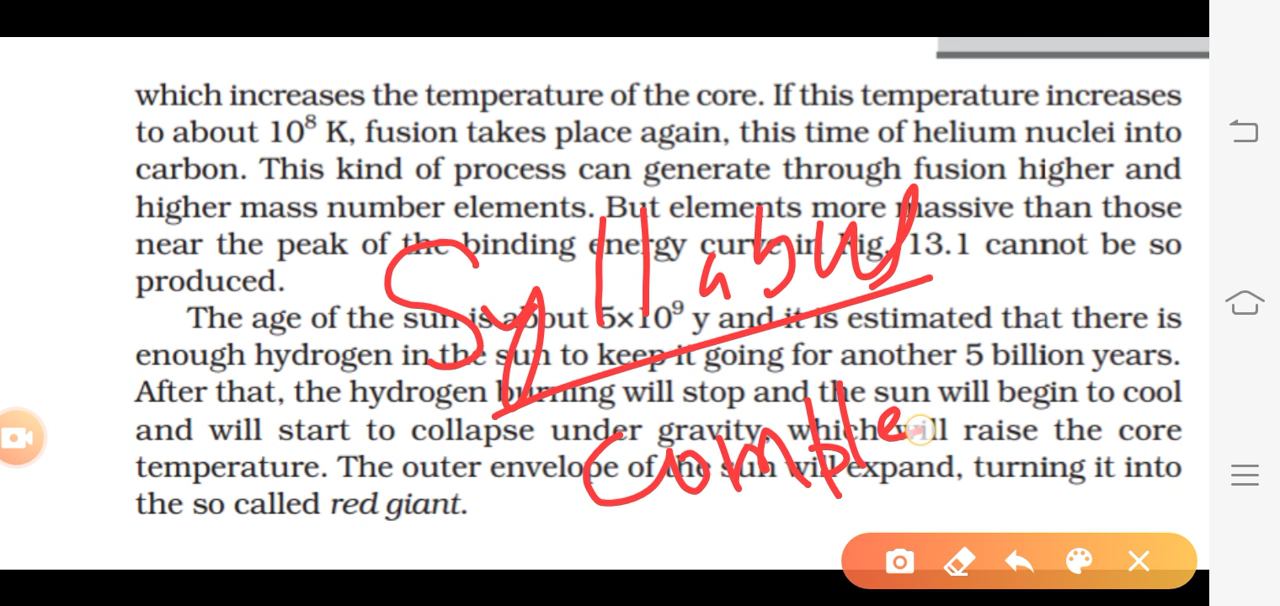 which increases the temperature of the core. If this temperature increases
to about 10⁸ K, fusion takes place again, this time of helium nuclei into
carbon. This kind of process can generate through fusion higher and
higher mass number elements. But elements more massive than those
near the peak of the binding energy curve in Fig. 13.1 cannot be so
produced.
The age of the sun is about 5×10⁹ y and it is estimated that there is
enough hydrogen in the sun to keep it going for another 5 billion years.
After that, the hydrogen burning will stop and the sun will begin to cool
and will start to collapse under gravity, which will raise the core
temperature. The outer envelope of the sun will expand, turning it into
the so called red giant.
Syllabus
comple